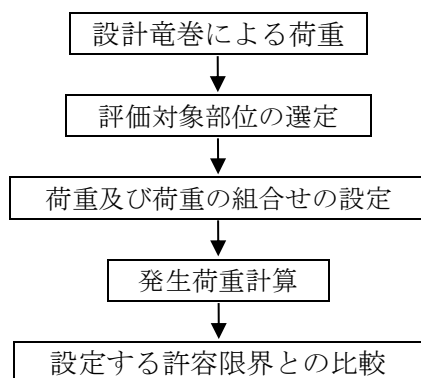 設計竜巻による荷重
評価対象部位の選定
荷重及び荷重の組合せの設定
発生荷重計算
設定する許容限界との比較